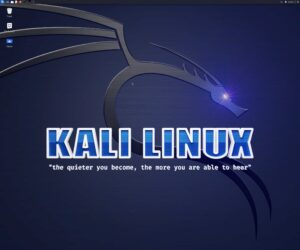 KALI LINUX
"the quieter you become, the more you are able to hear"